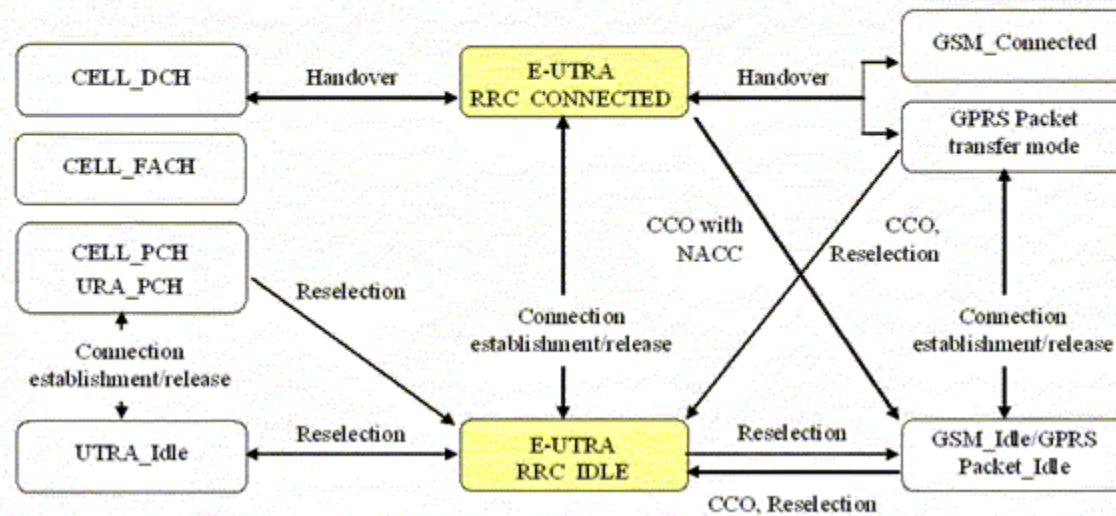 CELL_DCH
Handover
E-UTRA
RRC CONNECTED
Handover
GSM_Connected
GPRS Packet
transfer mode
CELL_FACH
CELL_PCH
URA_PCH
Reselection
CCO with
NACC
CCO,
Reselection
Connection
establishment/release
Connection
establishment/release
Connection
establishment/release
UTRA_Idle
Reselection
E-UTRA
RRC IDLE
Reselection
GSM_Idle/GPRS
Packet_Idle
CCO, Reselection